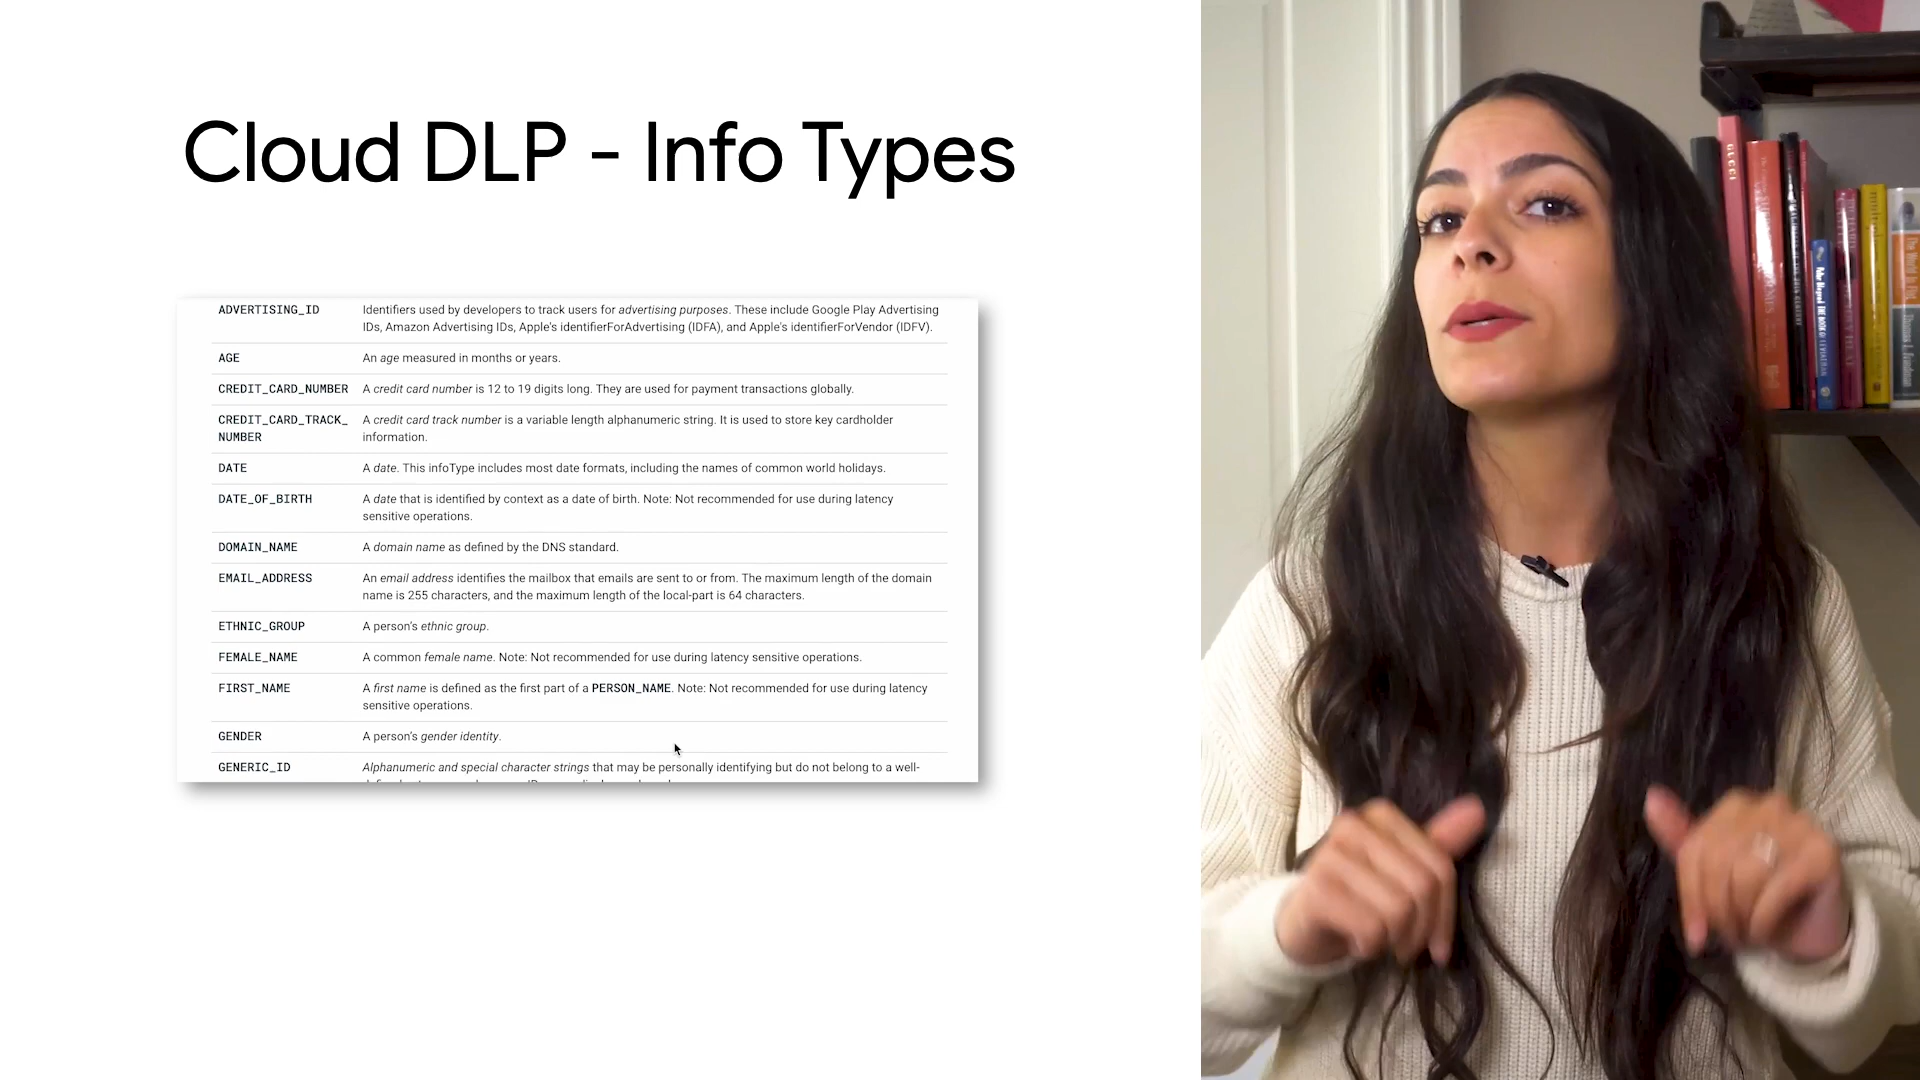 Cloud DLP - Info Types
ADVERTISING_ID
Identifiers used by developers to track users for advertising purposes. These include Google Play Advertising
IDs, Amazon Advertising IDs, Apple's identifierForAdvertising (IDFA), and Apple's identifierForVendor (IDFV).
AGE
An age measured in months or years.
CREDIT_CARD_NUMBER
A credit card number is 12 to 19 digits long. They are used for payment transactions globally.
CREDIT_CARD_TRACK_
NUMBER
A credit card track number is a variable length alphanumeric string. It is used to store key cardholder
information.
DATE
A date. This infoType includes most date formats, including the names of common world holidays.
DATE_OF_BIRTH
A date that is identified by context as a date of birth. Note: Not recommended for use during latency
sensitive operations.
DOMAIN_NAME
A domain name as defined by the DNS standard.
EMAIL_ADDRESS
An email address identifies the mailbox that emails are sent to or from. The maximum length of the domain
name is 255 characters, and the maximum length of the local-part is 64 characters.
ETHNIC_GROUP
A person's ethnic group.
FEMALE_NAME
A common female name. Note: Not recommended for use during latency sensitive operations.
FIRST_NAME
A first name is defined as the first part of a PERSON_NAME. Note: Not recommended for use during latency
sensitive operations.
GENDER
A person's gender identity.
GENERIC_ID
Alphanumeric and special character strings that may be personally identifying but do not belong to a well-
GUCCI